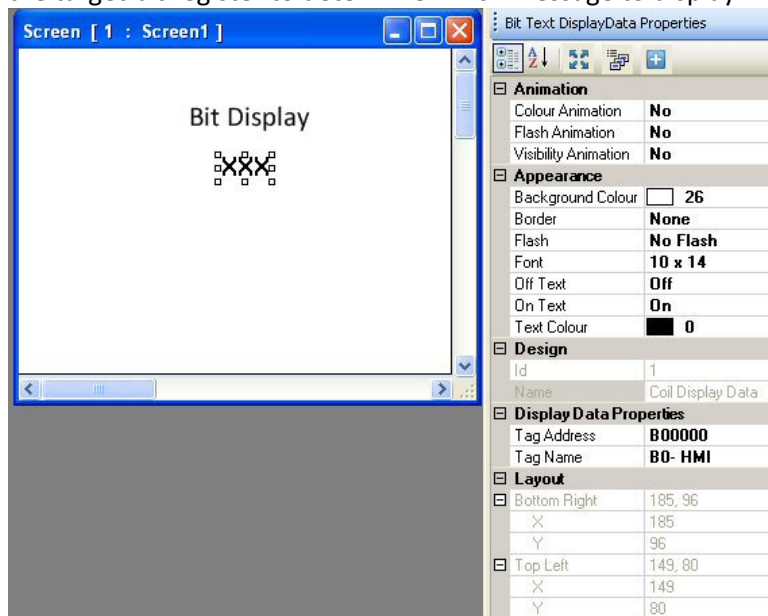 Screen [ 1 : Screen1 ]
Bit Display
XXX
Bit Text DisplayData Properties
Animation
Colour Animation No
Flash Animation No
Visibility Animation No
Appearance
Background Colour 26
Border None
Flash No Flash
Font 10 x 14
Off Text Off
On Text On
Text Colour 0
Design
Id 1
Name Coil Display Data
Display Data Properties
Tag Address B00000
Tag Name B0- HMI
Layout
Bottom Right 185, 96
X 185
Y 96
Top Left 149, 80
X 149
Y 80